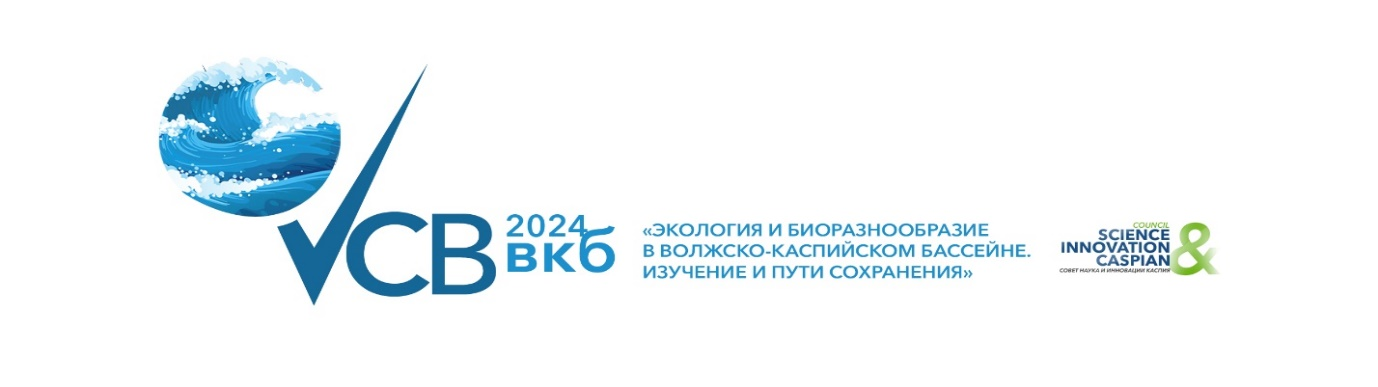 VCB
2024
ВКб
«ЭКОЛОГИЯ И БИОРАЗНООБРАЗИЕ
В ВОЛЖСКО-КАСПИЙСКОМ БАССЕЙНЕ.
ИЗУЧЕНИЕ И ПУТИ СОХРАНЕНИЯ»
COUNCIL
SCIENCE
INNOVATION
CASPIAN
&
СОВЕТ НАУКА И ИННОВАЦИИ КАСПИЯ